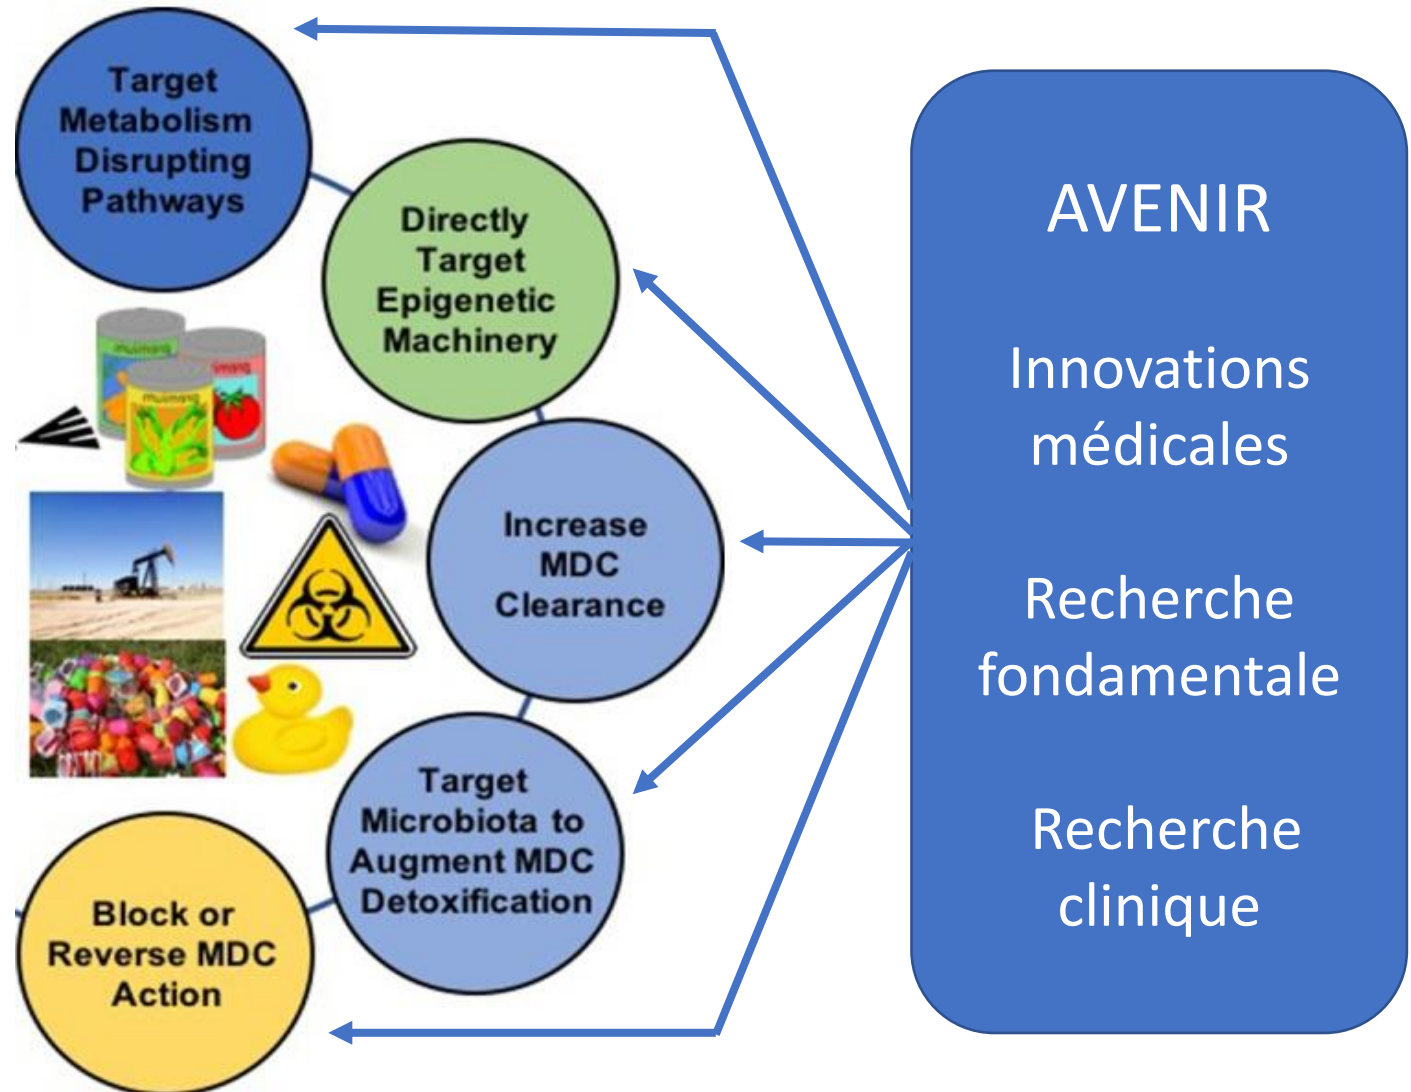 Target
Metabolism
Disrupting
Pathways
Directly
Target
Epigenetic
Machinery
Increase
MDC
Clearance
Target
Microbiota to
Augment MDC
Detoxification
Block or
Reverse MDC
Action
AVENIR
Innovations
médicales
Recherche
fondamentale
Recherche
clinique